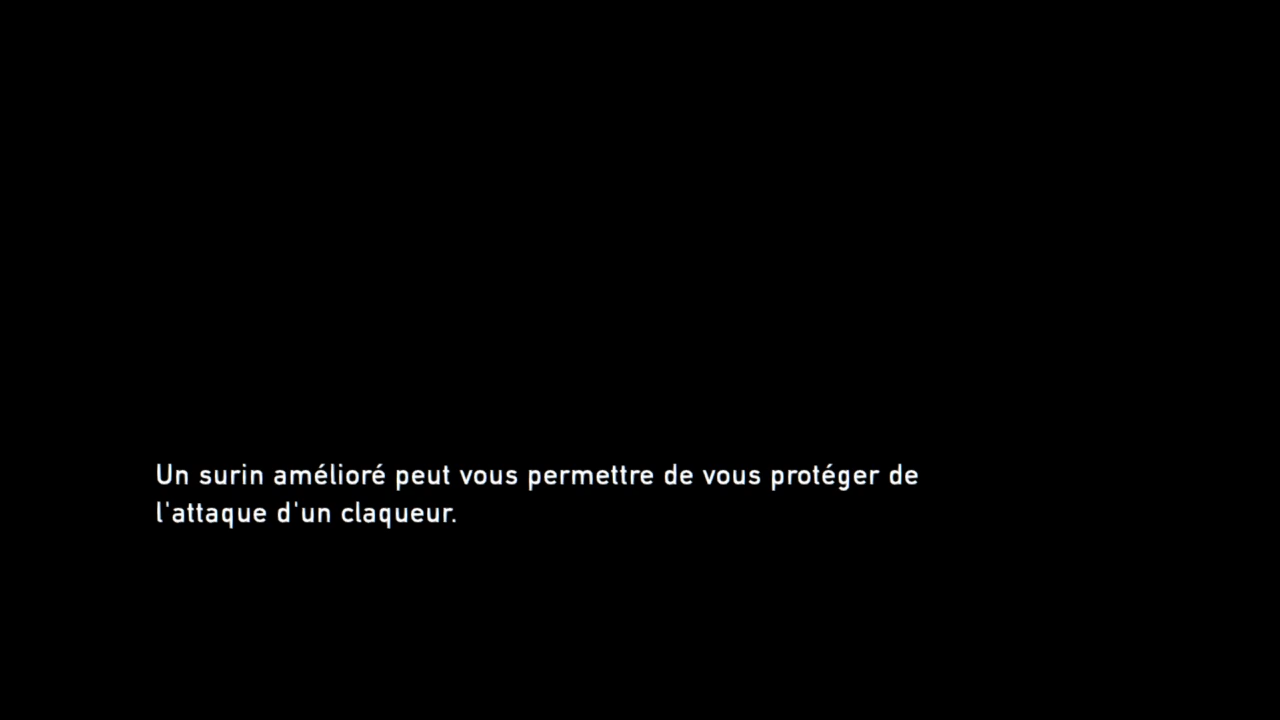 Un surin amélioré peut vous permettre de vous protéger de
l'attaque d'un claqueur.